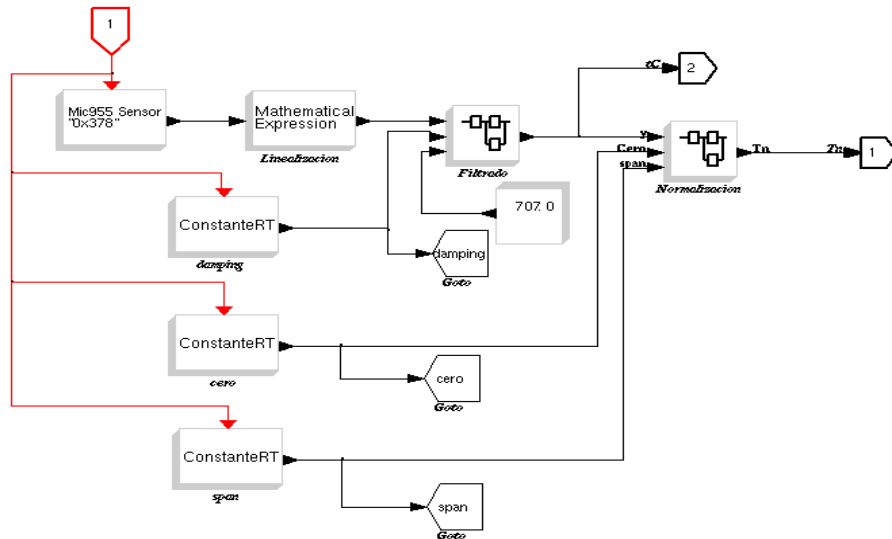 1
tC
2
Mic955 Sensor
"0x378"
Mathematical
Expression
Linealizacion
Filtrado
y
Cero
span
Normalizacion
Tn
Tn
1
707.0
ConstanteRT
damping
damping
Goto
ConstanteRT
cero
cero
Goto
ConstanteRT
span
span
Goto